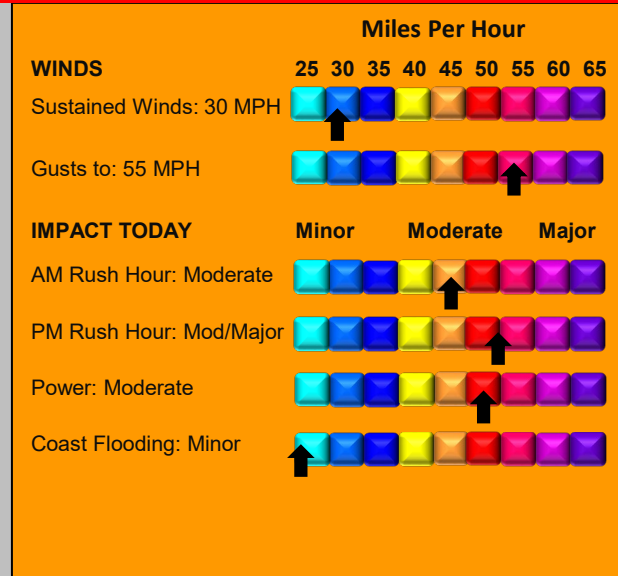 Miles Per Hour
WINDS 25 30 35 40 45 50 55 60 65
Sustained Winds: 30 MPH
Gusts to: 55 MPH
IMPACT TODAY Minor Moderate Major
AM Rush Hour: Moderate
PM Rush Hour: Mod/Major
Power: Moderate
Coast Flooding: Minor